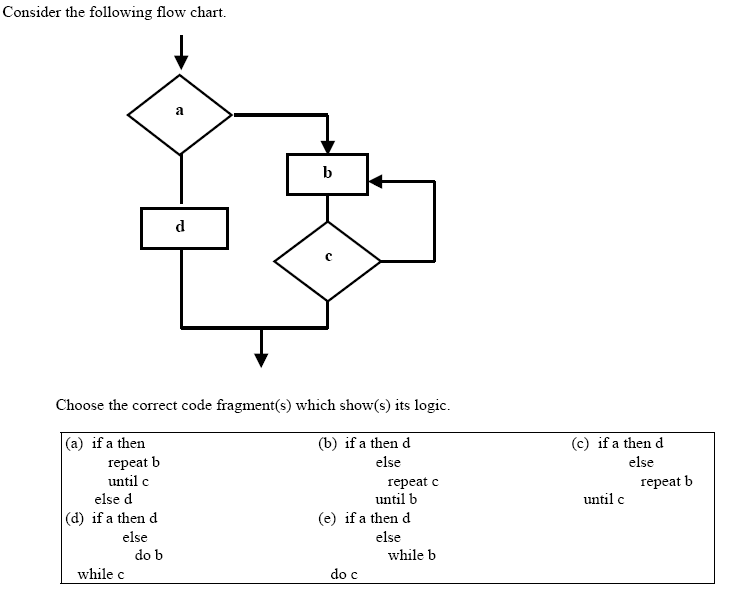 Consider the following flow chart.
a
b
d
c
Choose the correct code fragment(s) which show(s) its logic.
(a) if a then
repeat b
until c
else d
(b) if a then d
else
repeat c
until b
(c) if a then d
else
repeat b
until c
(d) if a then d
else
do b
while c
(e) if a then d
else
while b
do c